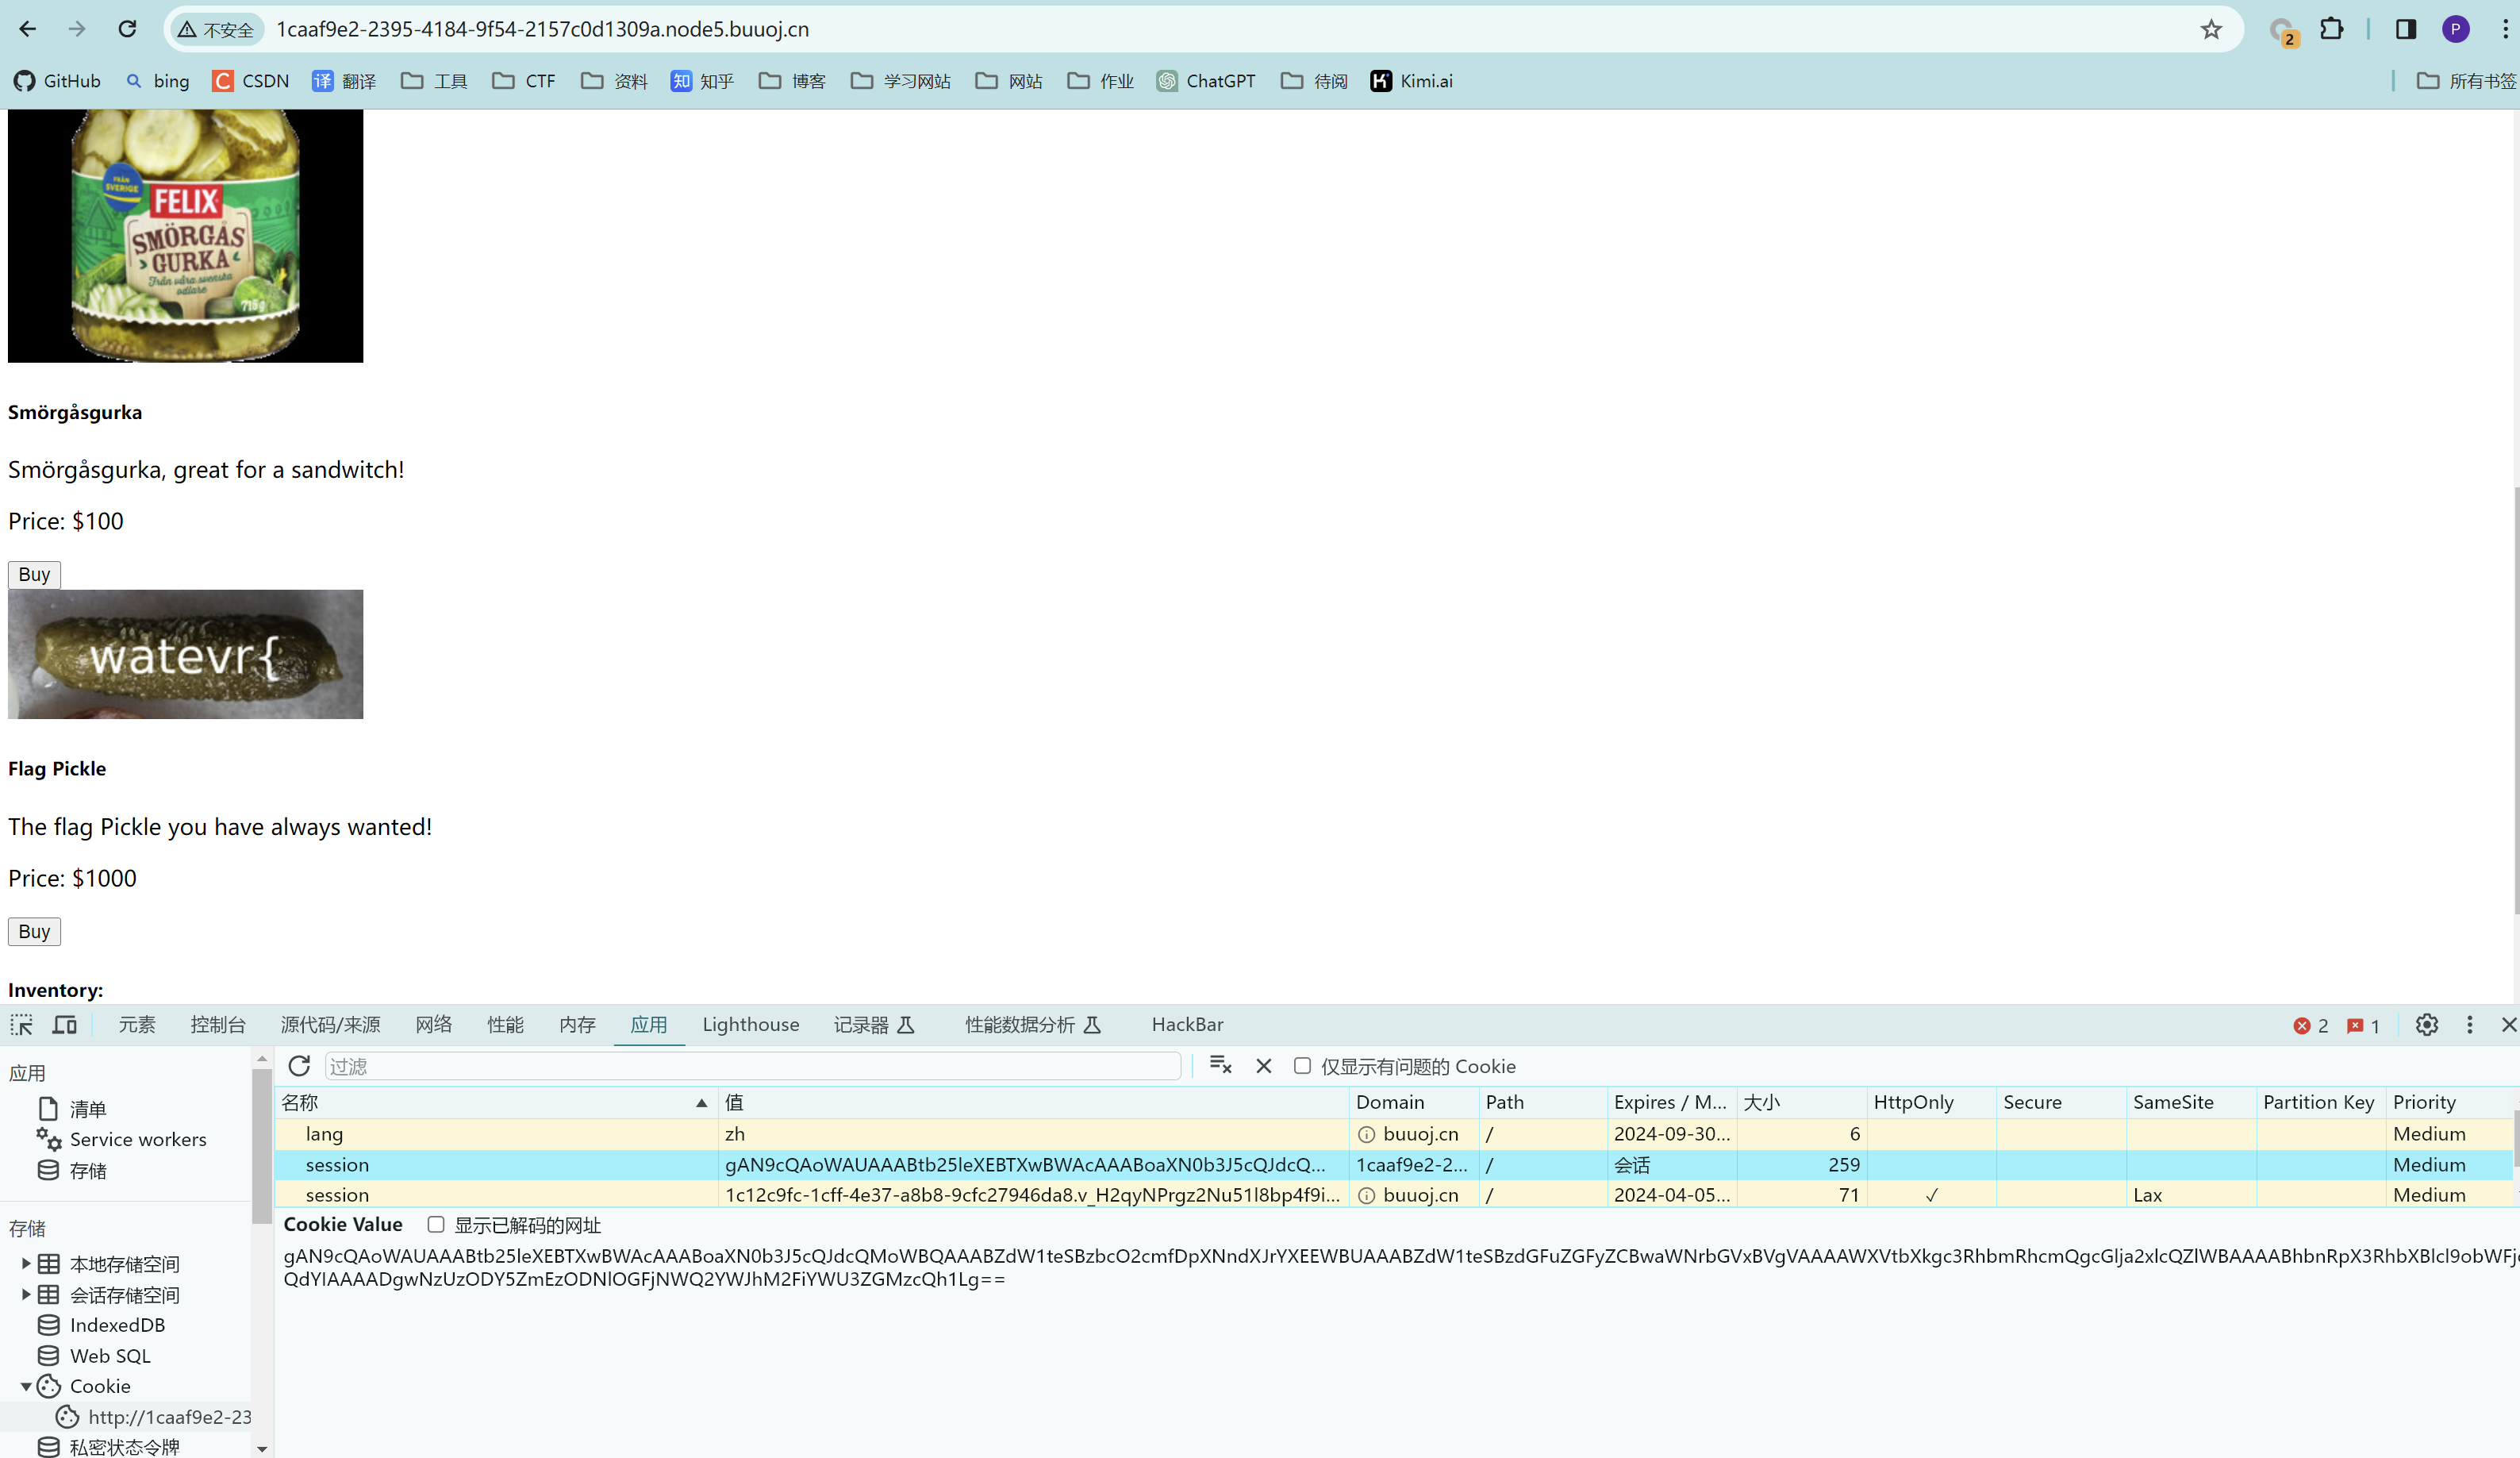 不安全 1caaf9e2-2395-4184-9f54-2157c0d1309a.node5.buuoj.cn 2 P
GitHub bing CSDN 译 翻译 工具 CTF 资料 知 知乎 博客 学习网站 网站 作业 ChatGPT 待阅 Kimi.ai 所有书签
FRÅN
SVERIGE
FELIX
SMÖRGÅS
GURKA
Från våra svenska
odlare
Smörgåsgurka
Smörgåsgurka, great for a sandwitch!
Price: $100
Buy
watevr{
Flag Pickle
The flag Pickle you have always wanted!
Price: $1000
Buy
Inventory:
元素 控制台 源代码/来源 网络 性能 内存 应用 Lighthouse 记录器 性能数据分析 HackBar 2 1
应用
清单
Service workers
存储
存储
本地存储空间
会话存储空间
IndexedDB
Web SQL
Cookie
http://1caaf9e2-23
私密状态令牌
过滤 仅显示有问题的 Cookie
名称 值 Domain Path Expires / M... 大小 HttpOnly Secure SameSite Partition Key Priority
lang zh buuoj.cn / 2024-09-30... 6 Medium
session gAN9cQAoWAUAAABtb25leXEBTXwBWAcAAABoaXN0b3J5cQJdcQ... 1caaf9e2-2... / 会话 259 Medium
session 1c12c9fc-1cff-4e37-a8b8-9cfc27946da8.v_H2qyNPrgz2Nu51l8bp4f9i... buuoj.cn / 2024-04-05... 71 ✓ Lax Medium
Cookie Value 显示已解码的网址
gAN9cQAoWAUAAABtb25leXEBTXwBWAcAAABoaXN0b3J5cQJdcQMoWBQAAABZdW1teSBzbcO2cmfDpXNndXJrYXEEWBUAAABZdW1teSBzdGFuZGFyZCBwaWNrbGVxBVgVAAAAWXVtbXkgc3RhbmRhcmQgcGlja2xlcQZlWBAAAABhbnRpX3RhbXBlcl9obWFj
QdYIAAAADgwNzUzODY5ZmEzODNlOGFjNWQ2YWJhM2FiYWU3ZGMzcQh1Lg==